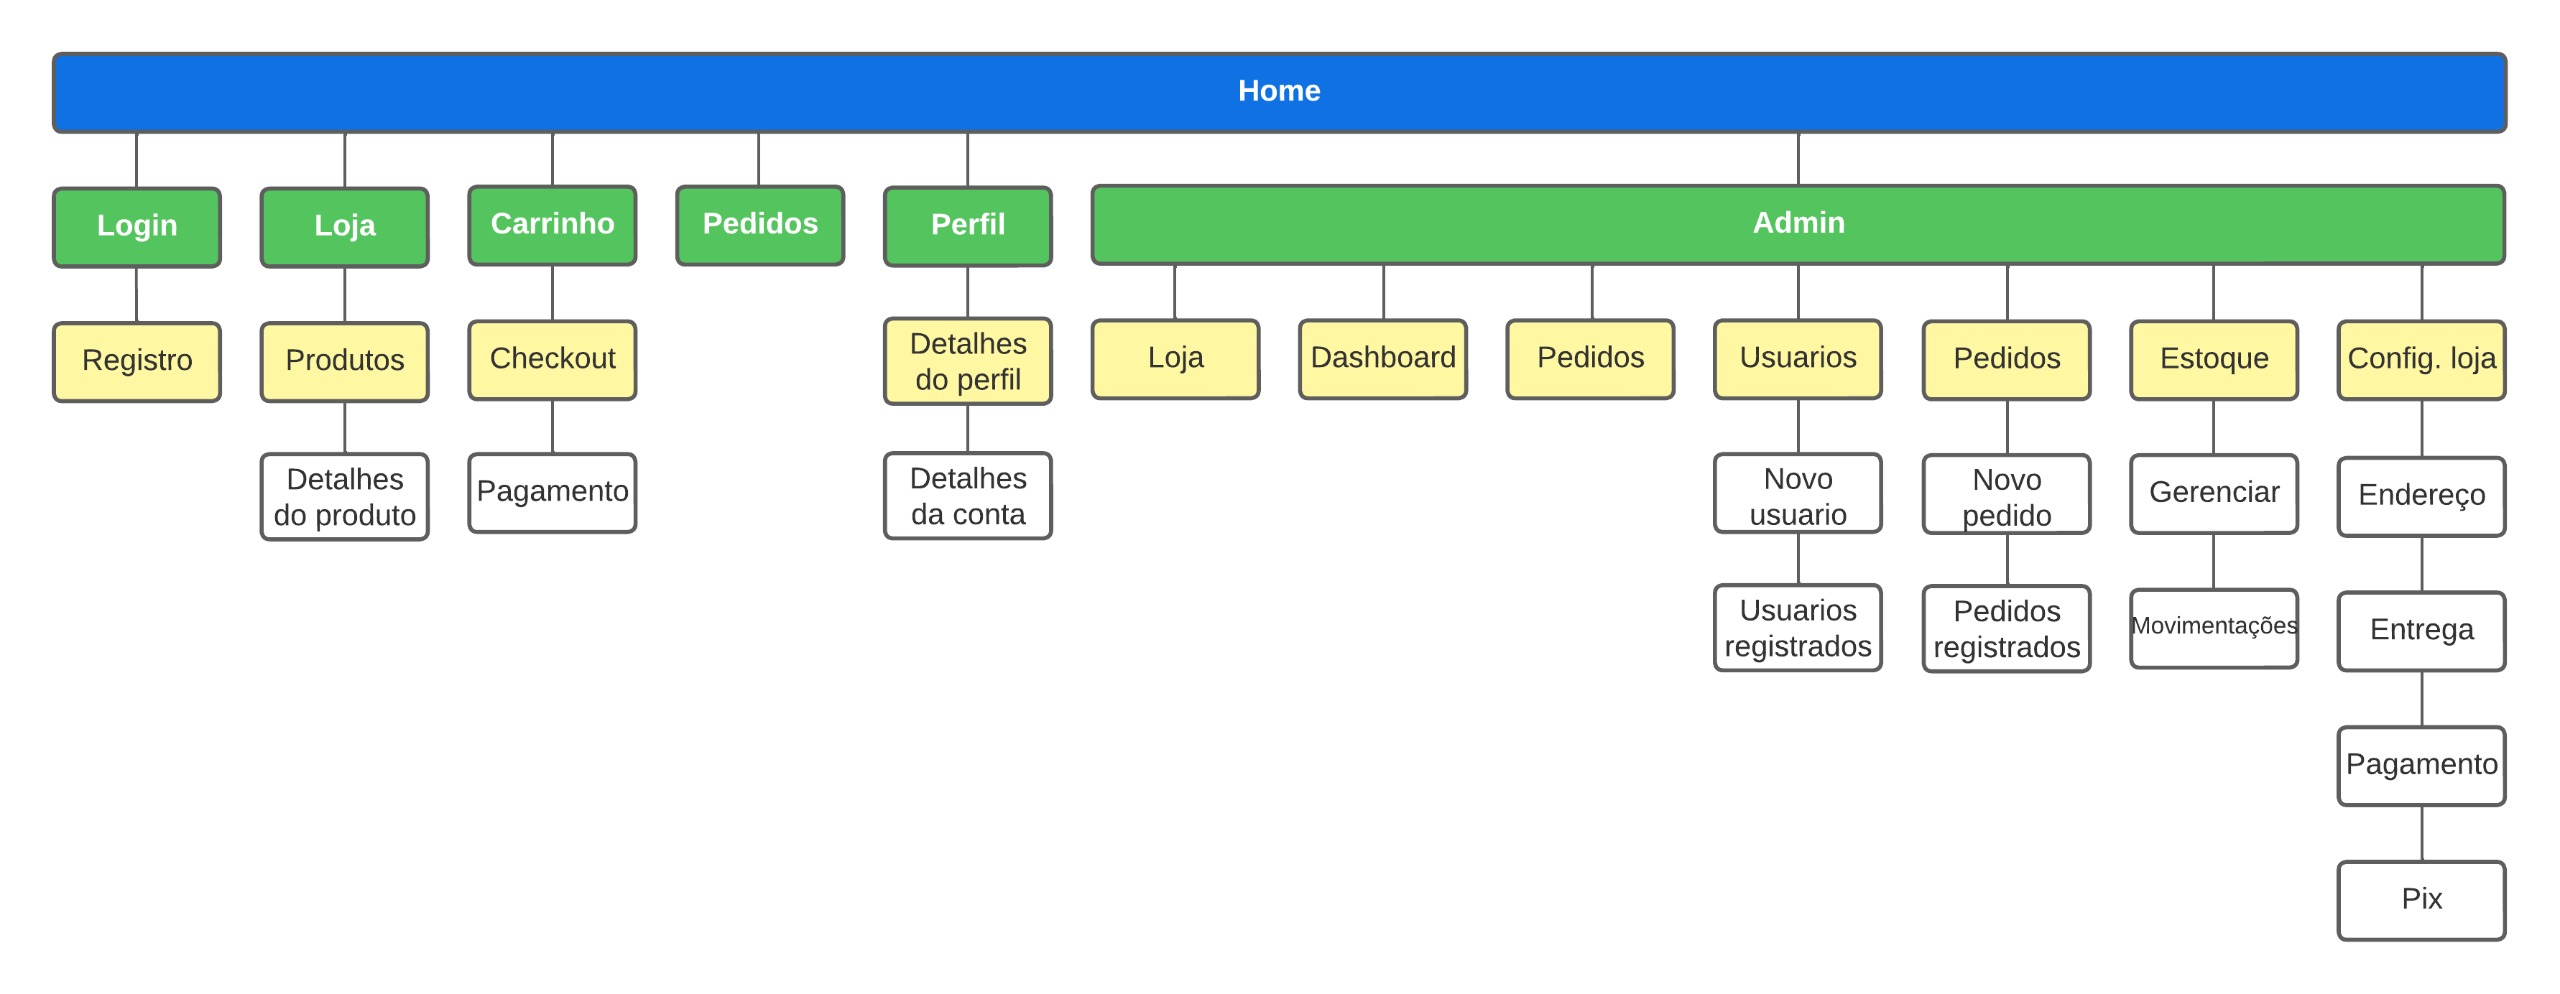 Home
Login
Loja
Carrinho
Pedidos
Perfil
Admin
Registro
Produtos
Checkout
Detalhes
do perfil
Loja
Dashboard
Pedidos
Usuarios
Pedidos
Estoque
Config. loja
Detalhes
do produto
Pagamento
Detalhes
da conta
Novo
usuario
Novo
pedido
Gerenciar
Endereço
Usuarios
registrados
Pedidos
registrados
Movimentações
Entrega
Pagamento
Pix